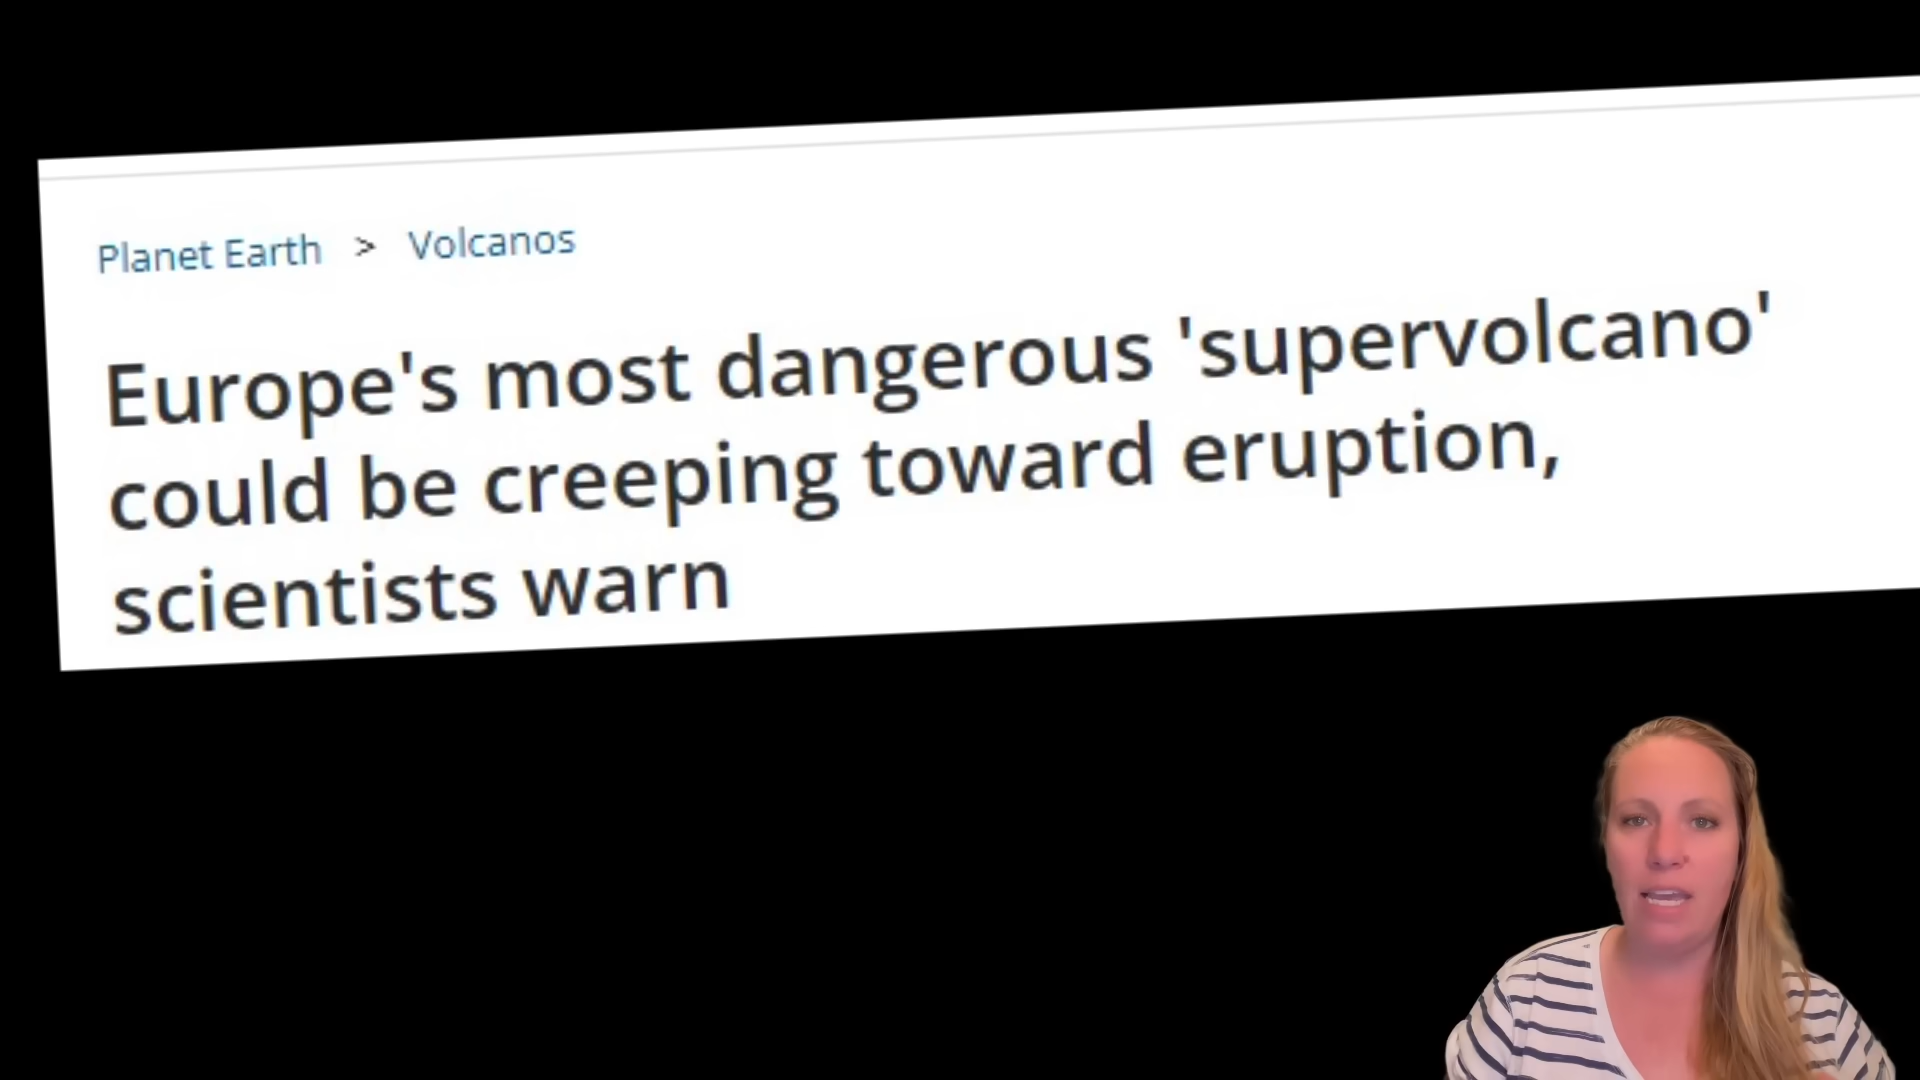 Planet Earth > Volcanos
Europe's most dangerous 'supervolcano'
could be creeping toward eruption,
scientists warn